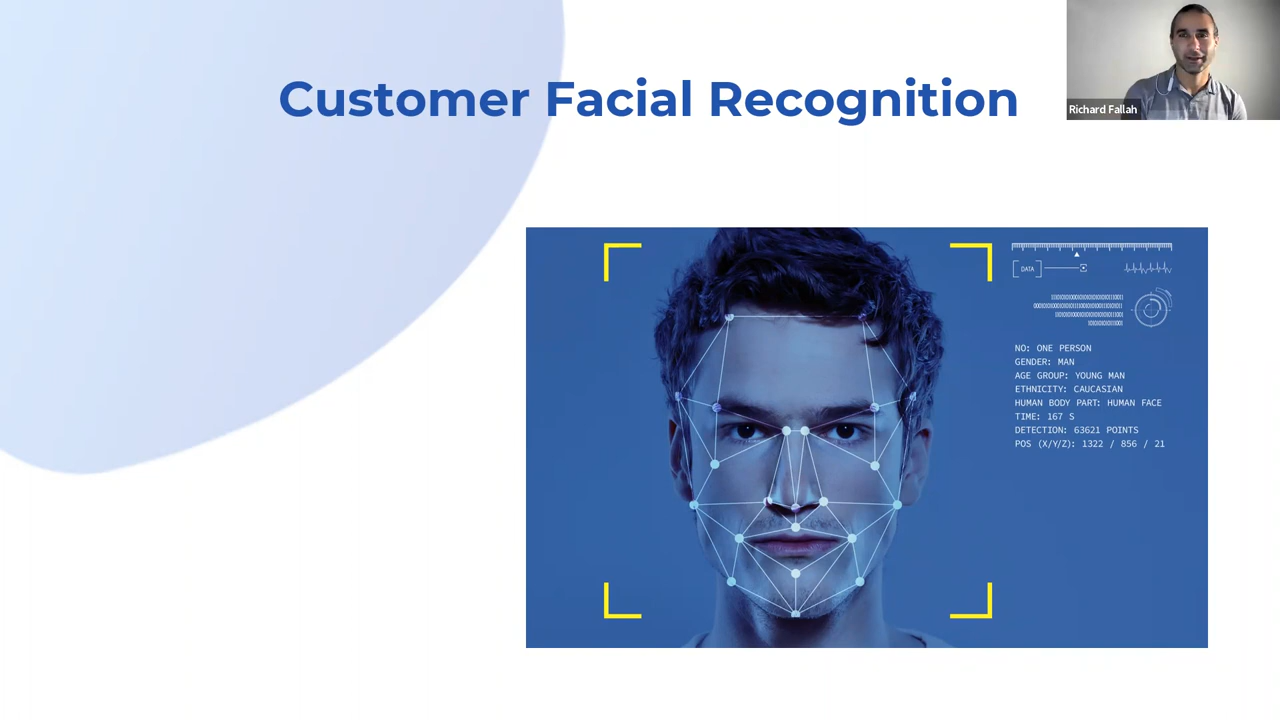 Customer Facial Recognition
Richard Fallah
DATA
NO: ONE PERSON
GENDER: MAN
AGE GROUP: YOUNG MAN
ETHNICITY: CAUCASIAN
HUMAN BODY PART: HUMAN FACE
TIME: 167 S
DETECTION: 63621 POINTS
POS (X/Y/Z): 1322 / 856 / 21